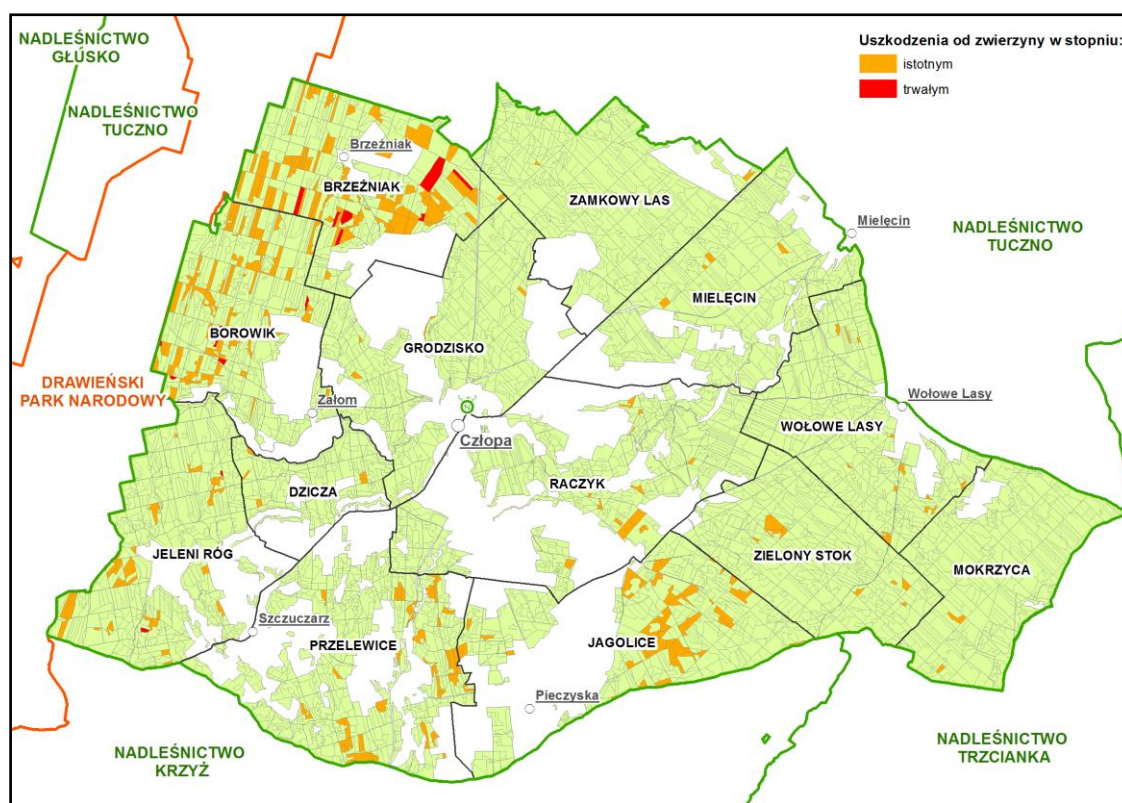 NADLEŚNICTWO
GŁUSKO
NADLEŚNICTWO
TUCZNO
Uszkodzenia od zwierzyny w stopniu:
istotnym
trwałym
Brzeźniak
BRZEŹNIAK
ZAMKOWY LAS
Mielęcin
NADLEŚNICTWO
TUCZNO
MIELĘCIN
BOROWIK
GRODZISKO
DRAWIEŃSKI
PARK NARODOWY
Załom
Wołowe Lasy
WOŁOWE LASY
Człopa
DZICZA
RACZYK
JELENI RÓG
ZIELONY STOK
MOKRZYCA
Szczuczarz
PRZELEWICE
JAGOLICE
Pieczyska
NADLEŚNICTWO
KRZYŻ
NADLEŚNICTWO
TRZCIANKA